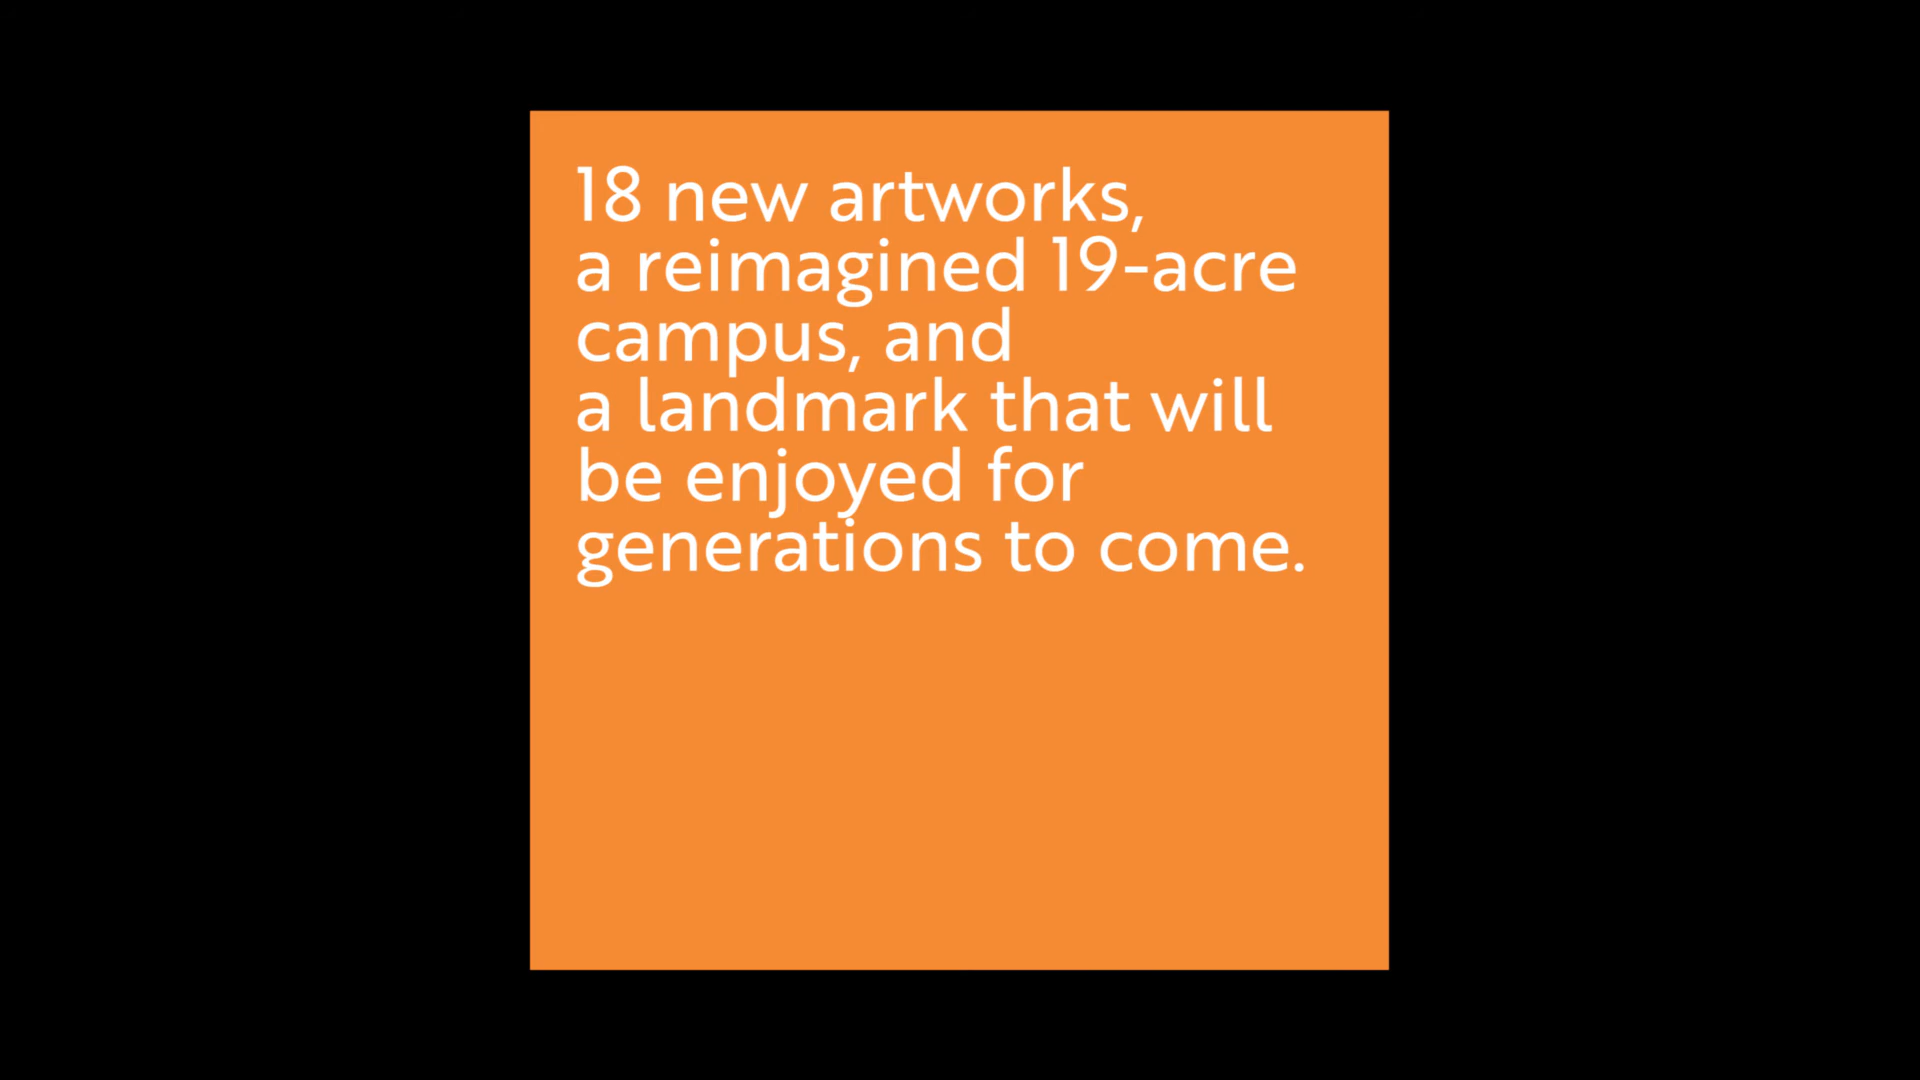 18 new artworks,
a reimagined 19-acre
campus, and
a landmark that will
be enjoyed for
generations to come.